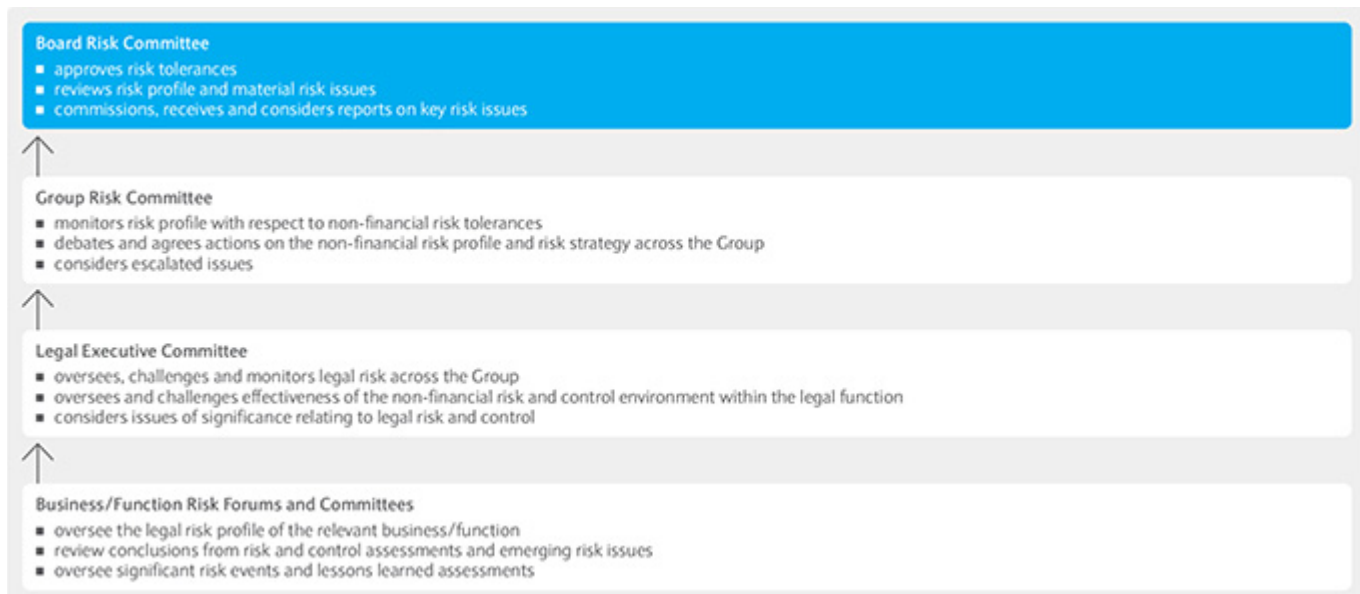 Board Risk Committee
▪ approves risk tolerances
▪ reviews risk profile and material risk issues
▪ commissions, receives and considers reports on key risk issues
Group Risk Committee
▪ monitors risk profile with respect to non-financial risk tolerances
▪ debates and agrees actions on the non-financial risk profile and risk strategy across the Group
▪ considers escalated issues
Legal Executive Committee
▪ oversees, challenges and monitors legal risk across the Group
▪ oversees and challenges effectiveness of the non-financial risk and control environment within the legal function
▪ considers issues of significance relating to legal risk and control
Business/Function Risk Forums and Committees
▪ oversee the legal risk profile of the relevant business/function
▪ review conclusions from risk and control assessments and emerging risk issues
▪ oversee significant risk events and lessons learned assessments